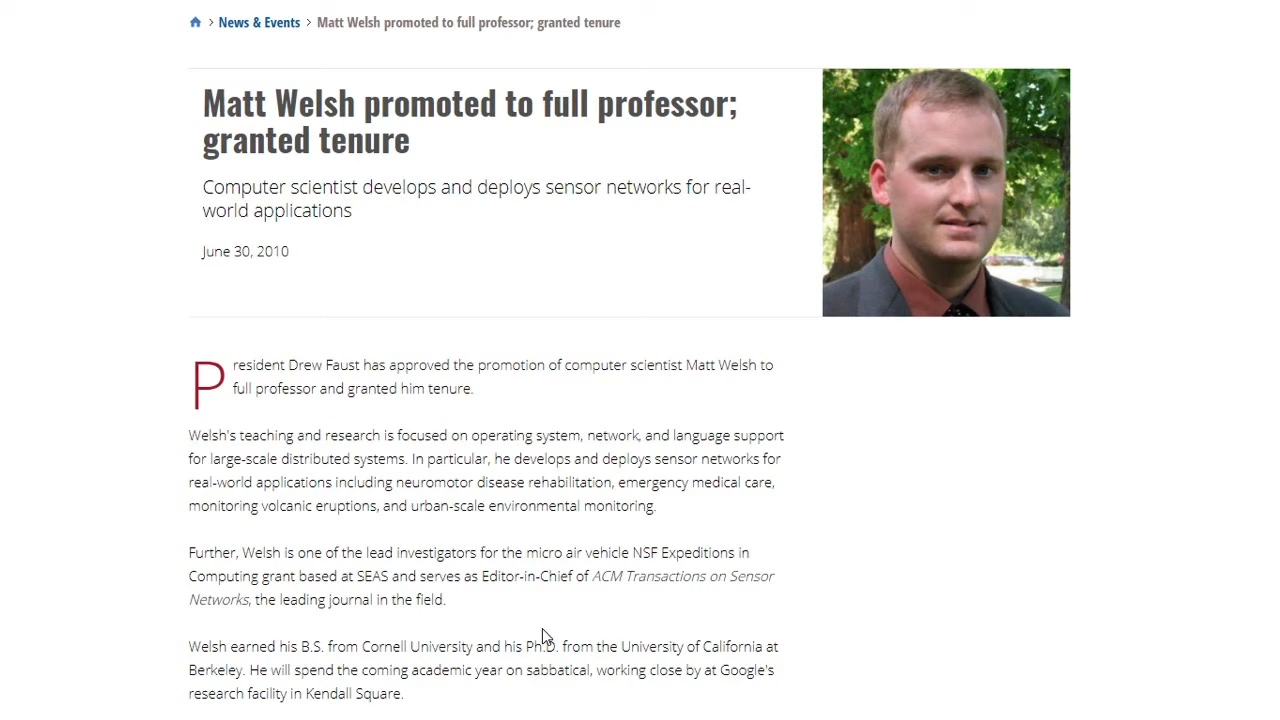 News & Events > Matt Welsh promoted to full professor; granted tenure
Matt Welsh promoted to full professor;
granted tenure
Computer scientist develops and deploys sensor networks for real-
world applications
June 30, 2010
President Drew Faust has approved the promotion of computer scientist Matt Welsh to
full professor and granted him tenure.
Welsh's teaching and research is focused on operating system, network, and language support
for large-scale distributed systems. In particular, he develops and deploys sensor networks for
real-world applications including neuromotor disease rehabilitation, emergency medical care,
monitoring volcanic eruptions, and urban-scale environmental monitoring.
Further, Welsh is one of the lead investigators for the micro air vehicle NSF Expeditions in
Computing grant based at SEAS and serves as Editor-in-Chief of ACM Transactions on Sensor
Networks, the leading journal in the field.
Welsh earned his B.S. from Cornell University and his Ph.D. from the University of California at
Berkeley. He will spend the coming academic year on sabbatical, working close by at Google's
research facility in Kendall Square.